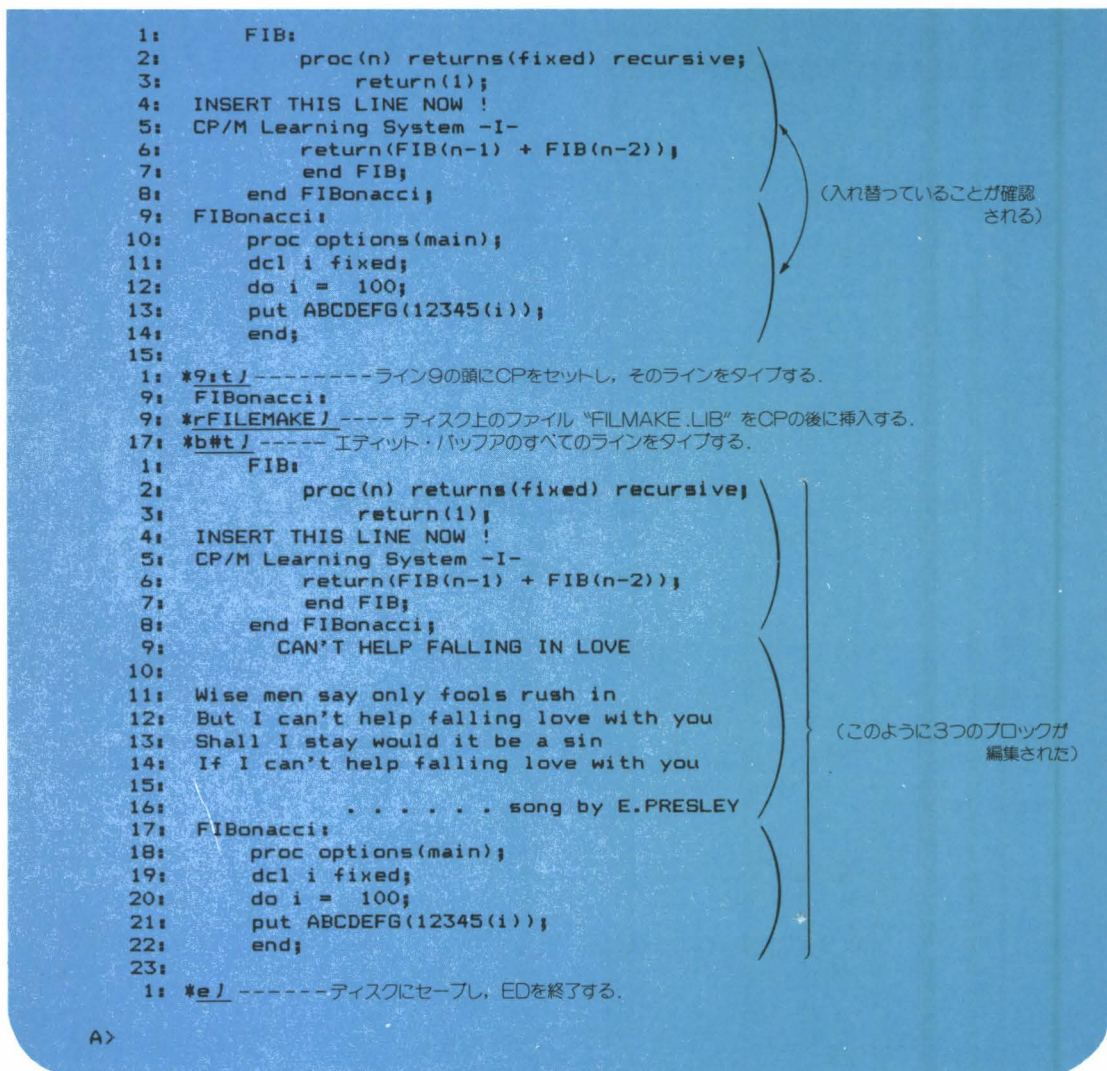 1:        FIB:
2:             proc(n) returns(fixed) recursive;
3:                  return(1);
4:   INSERT THIS LINE NOW !
5:   CP/M Learning System -I-
6:             return(FIB(n-1) + FIB(n-2));
7:             end FIB;
8:        end FIBonacci;
(入れ替っていることが確認
される)
9:   FIBonacci:
10:       proc options(main);
11:       dcl i fixed;
12:       do i =  100;
13:       put ABCDEFG(12345(i));
14:       end;
15:
1:  *9:t⤶ ---------ライン9の頭にCPをセットし，そのラインをタイプする．
9:   FIBonacci:
9:  *rFILEMAKE⤶ ---- ディスク上のファイル “FILMAKE.LIB” をCPの後に挿入する．
17:  *b#t⤶ ----- エディット・バッファのすべてのラインをタイプする．
1:        FIB:
2:             proc(n) returns(fixed) recursive;
3:                  return(1);
4:   INSERT THIS LINE NOW !
5:   CP/M Learning System -I-
6:             return(FIB(n-1) + FIB(n-2));
7:             end FIB;
8:        end FIBonacci;
9:          CAN'T HELP FALLING IN LOVE
10:
11:   Wise men say only fools rush in
12:   But I can't help falling love with you
13:   Shall I stay would it be a sin
14:   If I can't help falling love with you
(このように3つのブロックが
編集された)
15:
16:                . . . . . . song by E.PRESLEY
17:   FIBonacci:
18:       proc options(main);
19:       dcl i fixed;
20:       do i =  100;
21:       put ABCDEFG(12345(i));
22:       end;
23:
1:  *e⤶ ------ディスクにセーブし，EDを終了する．
A>